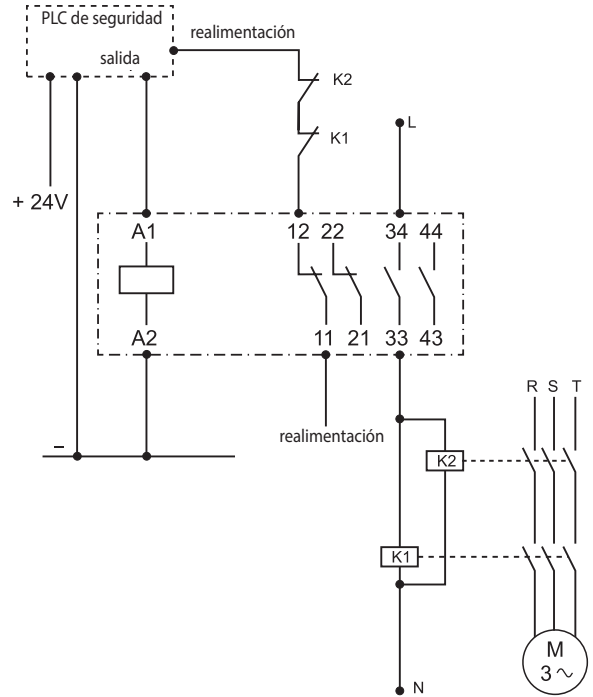 PLC de seguridad
realimentación
salida
K2
K1
L
+ 24V
A1 12 22 34 44
A2 11 21 33 43
realimentación
–
R S T
K2
K1
M
3 ~
N